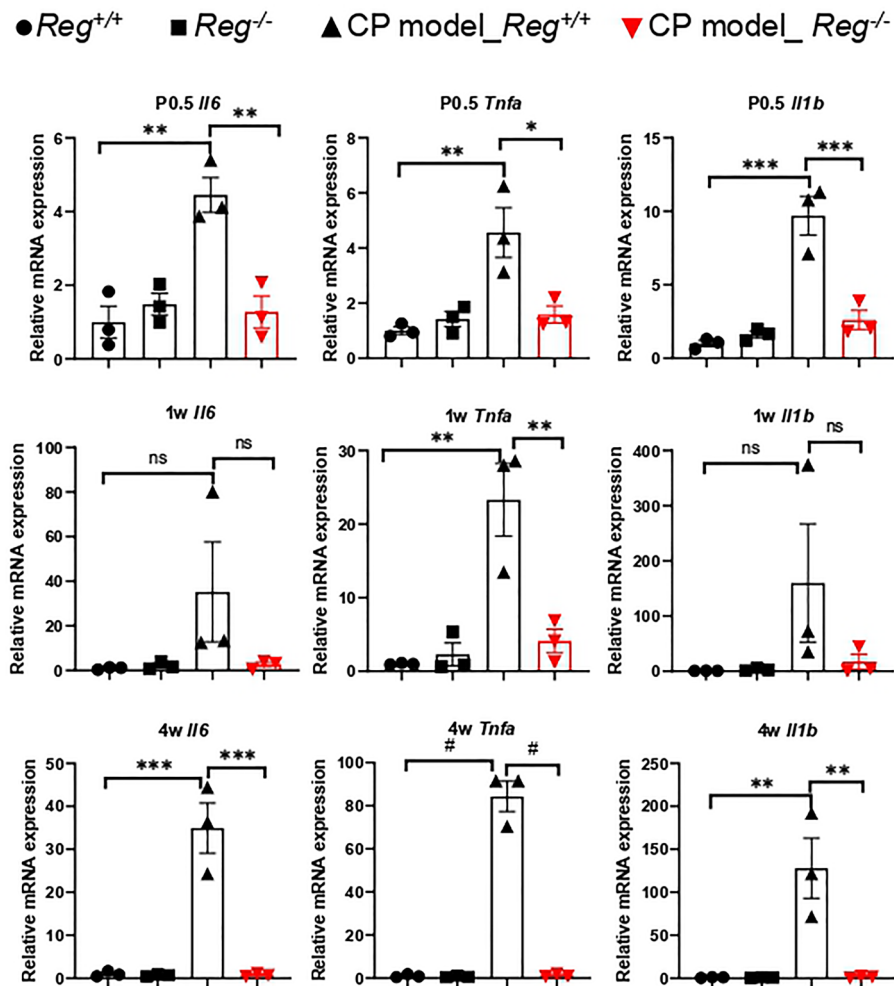 Reg+/+ Reg-/- CP model_Reg+/+ CP model_ Reg-/-
P0.5 Il6
Relative mRNA expression
6
4
2
0
**
**
P0.5 Tnfa
Relative mRNA expression
8
6
4
2
0
**
*
P0.5 Il1b
Relative mRNA expression
15
10
5
0
***
***
1w Il6
Relative mRNA expression
100
80
60
40
20
0
ns
ns
1w Tnfa
Relative mRNA expression
30
20
10
0
**
**
1w Il1b
Relative mRNA expression
400
300
200
100
0
ns
ns
4w Il6
Relative mRNA expression
50
40
30
20
10
0
***
***
4w Tnfa
Relative mRNA expression
100
80
60
40
20
0
#
#
4w Il1b
Relative mRNA expression
250
200
150
100
50
0
**
**